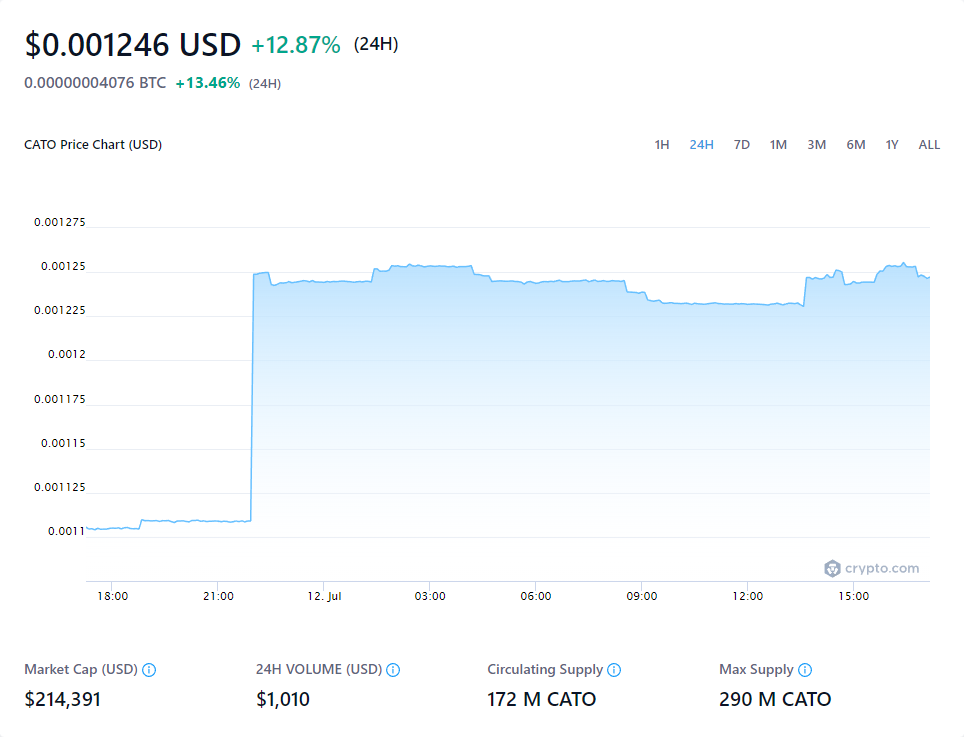 $0.001246 USD +12.87% (24H)
0.00000004076 BTC +13.46% (24H)
CATO Price Chart (USD) 1H 24H 7D 1M 3M 6M 1Y ALL
0.001275
0.00125
0.001225
0.0012
0.001175
0.00115
0.001125
0.0011
crypto.com
18:00 21:00 12. Jul 03:00 06:00 09:00 12:00 15:00
Market Cap (USD) 24H VOLUME (USD) Circulating Supply Max Supply
$214,391 $1,010 172 M CATO 290 M CATO